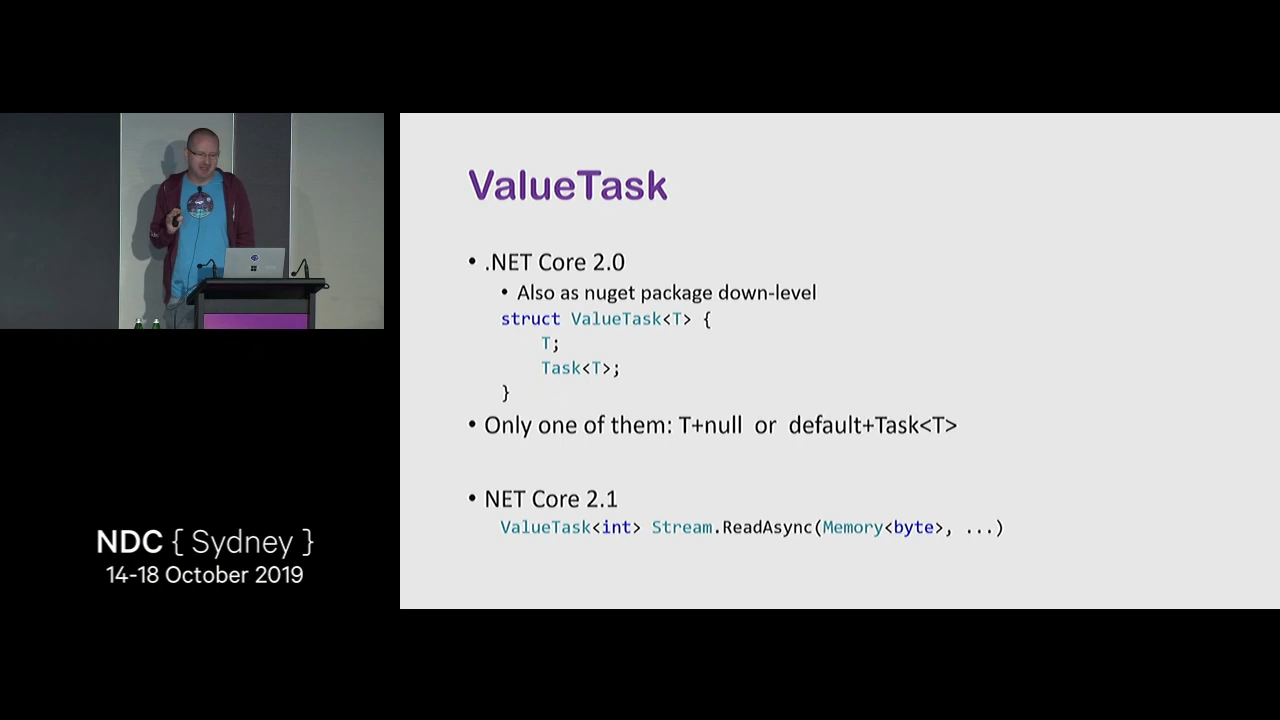 ValueTask
• .NET Core 2.0
• Also as nuget package down-level
struct ValueTask<T> {
T;
Task<T>;
}
• Only one of them: T+null or default+Task<T>
• NET Core 2.1
ValueTask<int> Stream.ReadAsync(Memory<byte>, ...)
NDC { Sydney }
14-18 October 2019